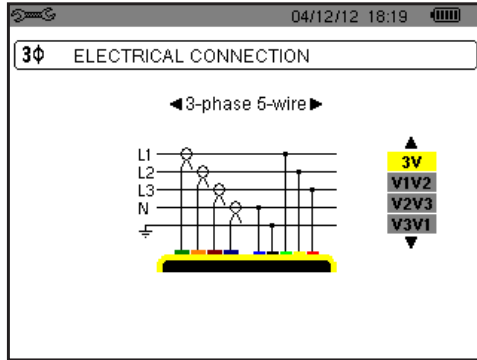 04/12/12 18:19
3ϕ ELECTRICAL CONNECTION
◄3-phase 5-wire►
L1
L2
L3
N
3V
V1V2
V2V3
V3V1